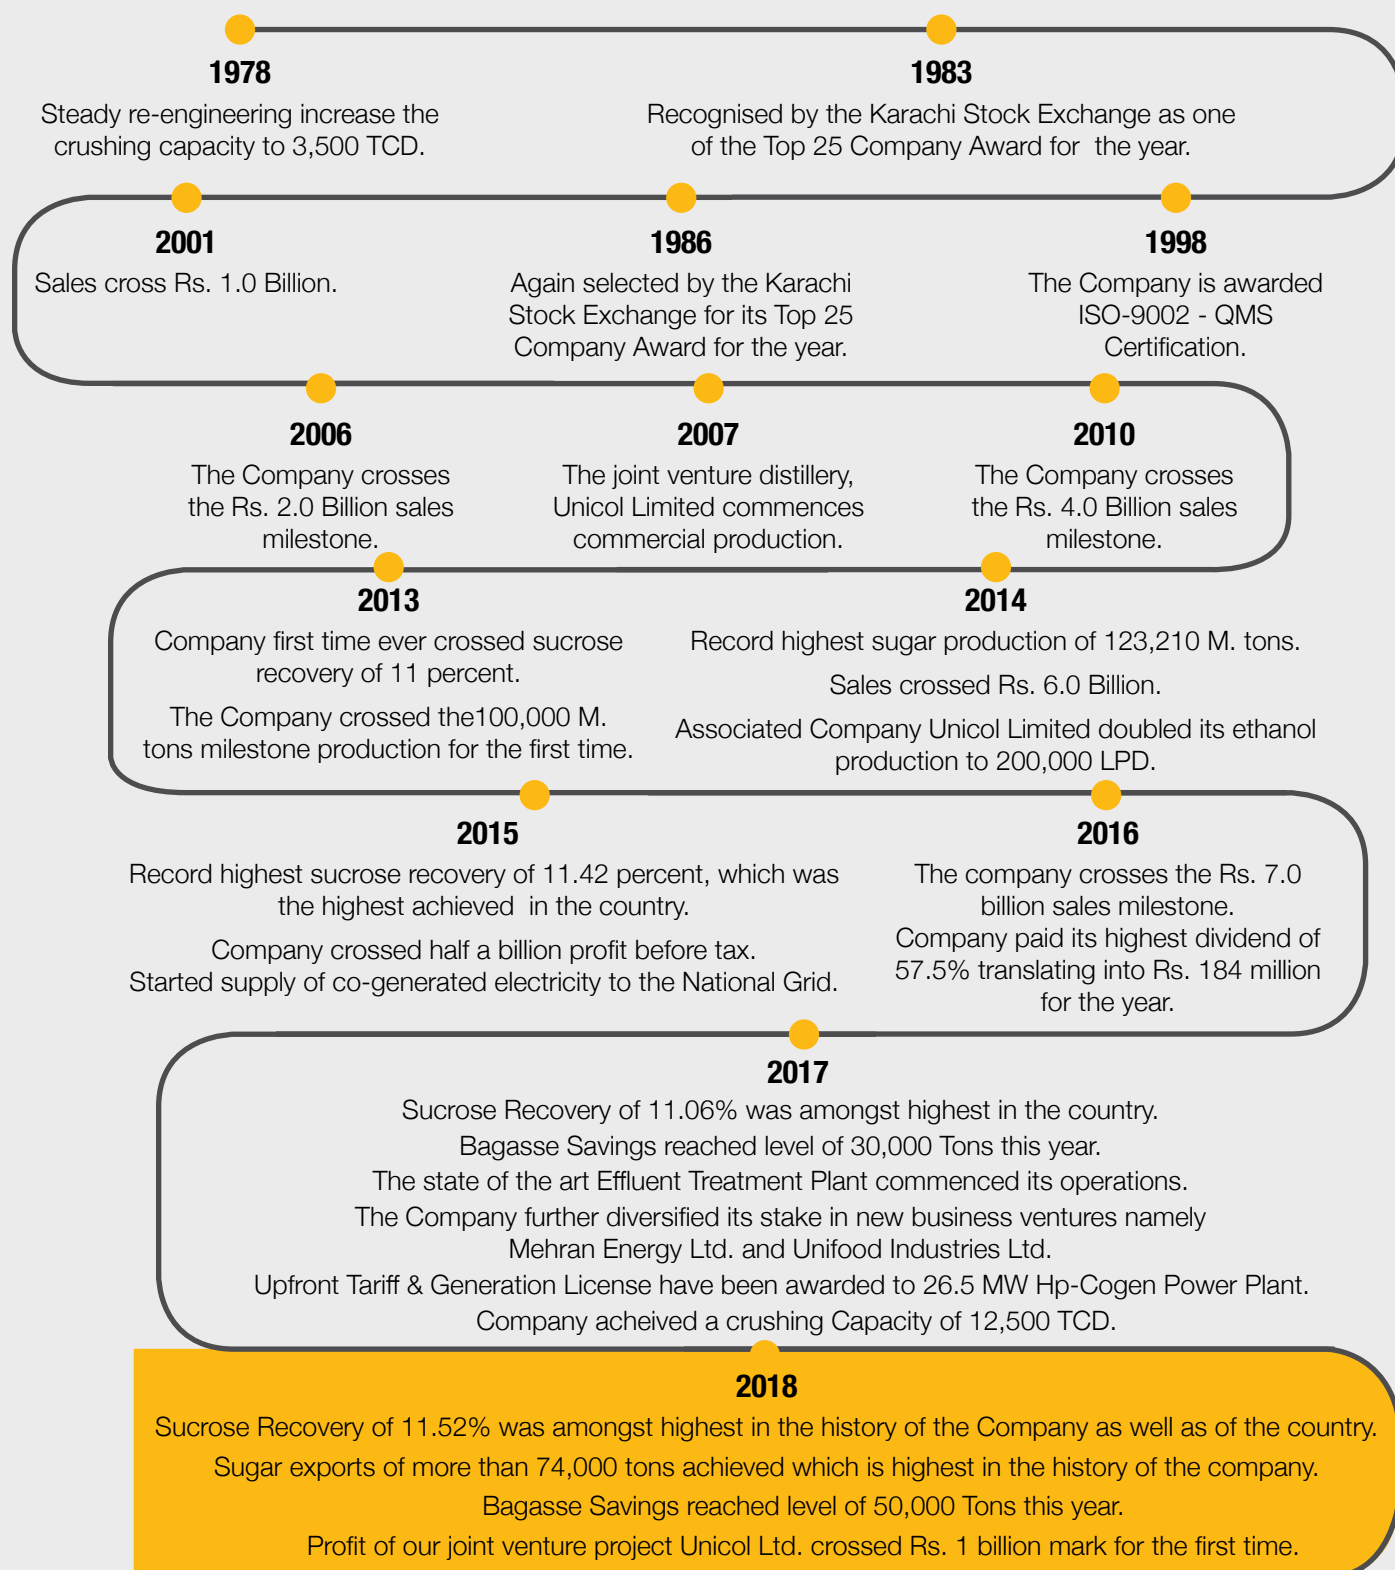 1978
Steady re-engineering increase the
crushing capacity to 3,500 TCD.
1983
Recognised by the Karachi Stock Exchange as one
of the Top 25 Company Award for the year.
2001
Sales cross Rs. 1.0 Billion.
1986
Again selected by the Karachi
Stock Exchange for its Top 25
Company Award for the year.
1998
The Company is awarded
ISO-9002 - QMS
Certification.
2006
The Company crosses
the Rs. 2.0 Billion sales
milestone.
2007
The joint venture distillery,
Unicol Limited commences
commercial production.
2010
The Company crosses
the Rs. 4.0 Billion sales
milestone.
2013
Company first time ever crossed sucrose
recovery of 11 percent.
The Company crossed the100,000 M.
tons milestone production for the first time.
2014
Record highest sugar production of 123,210 M. tons.
Sales crossed Rs. 6.0 Billion.
Associated Company Unicol Limited doubled its ethanol
production to 200,000 LPD.
2015
Record highest sucrose recovery of 11.42 percent, which was
the highest achieved in the country.
Company crossed half a billion profit before tax.
Started supply of co-generated electricity to the National Grid.
2016
The company crosses the Rs. 7.0
billion sales milestone.
Company paid its highest dividend of
57.5% translating into Rs. 184 million
for the year.
2017
Sucrose Recovery of 11.06% was amongst highest in the country.
Bagasse Savings reached level of 30,000 Tons this year.
The state of the art Effluent Treatment Plant commenced its operations.
The Company further diversified its stake in new business ventures namely
Mehran Energy Ltd. and Unifood Industries Ltd.
Upfront Tariff & Generation License have been awarded to 26.5 MW Hp-Cogen Power Plant.
Company acheived a crushing Capacity of 12,500 TCD.
2018
Sucrose Recovery of 11.52% was amongst highest in the history of the Company as well as of the country.
Sugar exports of more than 74,000 tons achieved which is highest in the history of the company.
Bagasse Savings reached level of 50,000 Tons this year.
Profit of our joint venture project Unicol Ltd. crossed Rs. 1 billion mark for the first time.